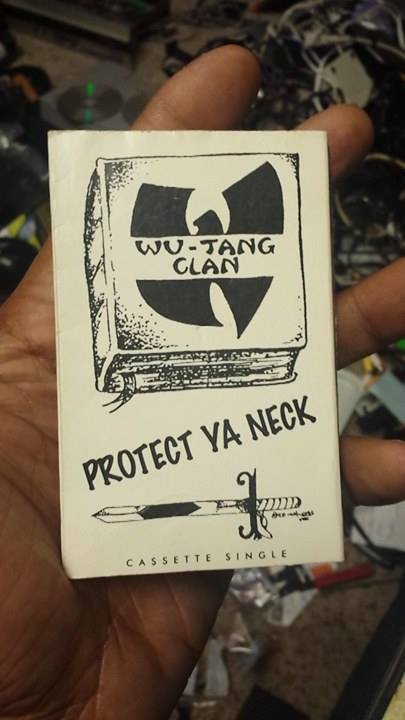 WU-TANG
CLAN
PROTECT YA NECK
CASSETTE SINGLE